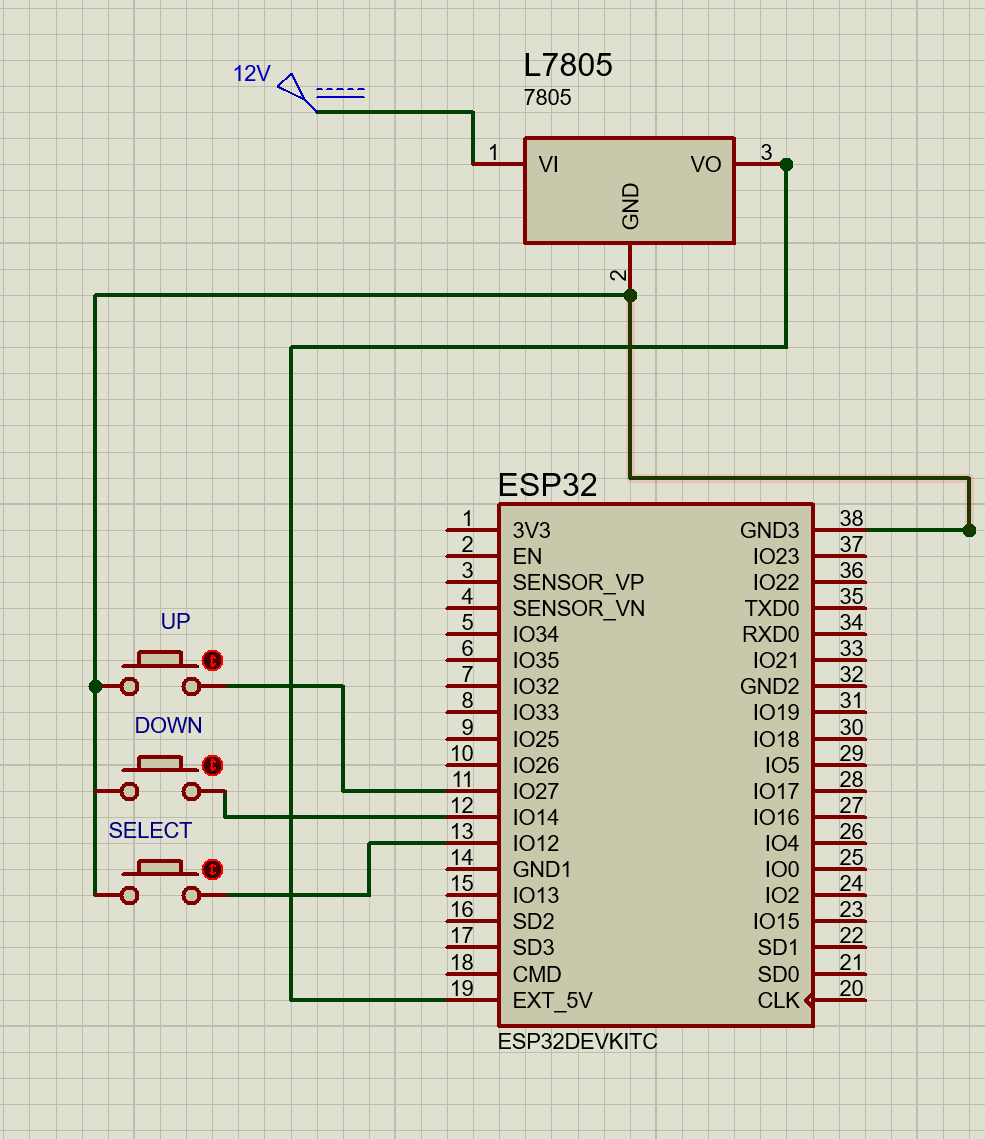 L7805
7805
12V
1
VI
VO
3
GND
2
ESP32
1
3V3
GND3
38
2
EN
IO23
37
3
SENSOR_VP
IO22
36
4
SENSOR_VN
TXD0
35
5
IO34
RXD0
34
6
IO35
IO21
33
7
IO32
GND2
32
8
IO33
IO19
31
9
IO25
IO18
30
10
IO26
IO5
29
11
IO27
IO17
28
12
IO14
IO16
27
13
IO12
IO4
26
14
GND1
IO0
25
15
IO13
IO2
24
16
SD2
IO15
23
17
SD3
SD1
22
18
CMD
SD0
21
19
EXT_5V
CLK
20
ESP32DEVKITC
UP
DOWN
SELECT